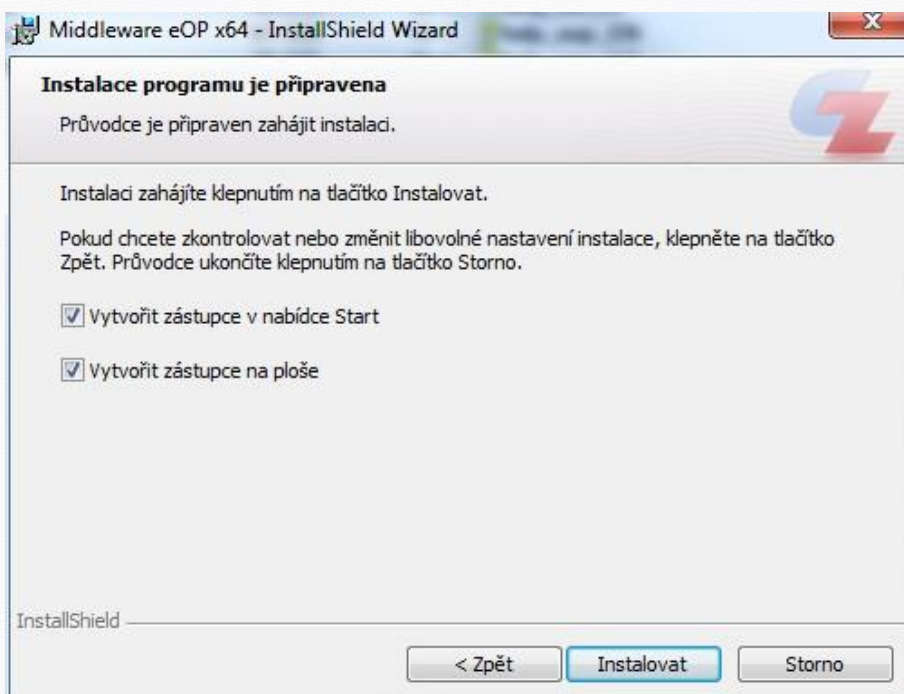 Middleware eOP x64 - InstallShield Wizard
Instalace programu je připravena
Průvodce je připraven zahájit instalaci.
CZ
Instalaci zahájíte klepnutím na tlačítko Instalovat.
Pokud chcete zkontrolovat nebo změnit libovolné nastavení instalace, klepněte na tlačítko
Zpět. Průvodce ukončíte klepnutím na tlačítko Storno.
Vytvořit zástupce v nabídce Start
Vytvořit zástupce na ploše
InstallShield
< Zpět
Instalovat
Storno